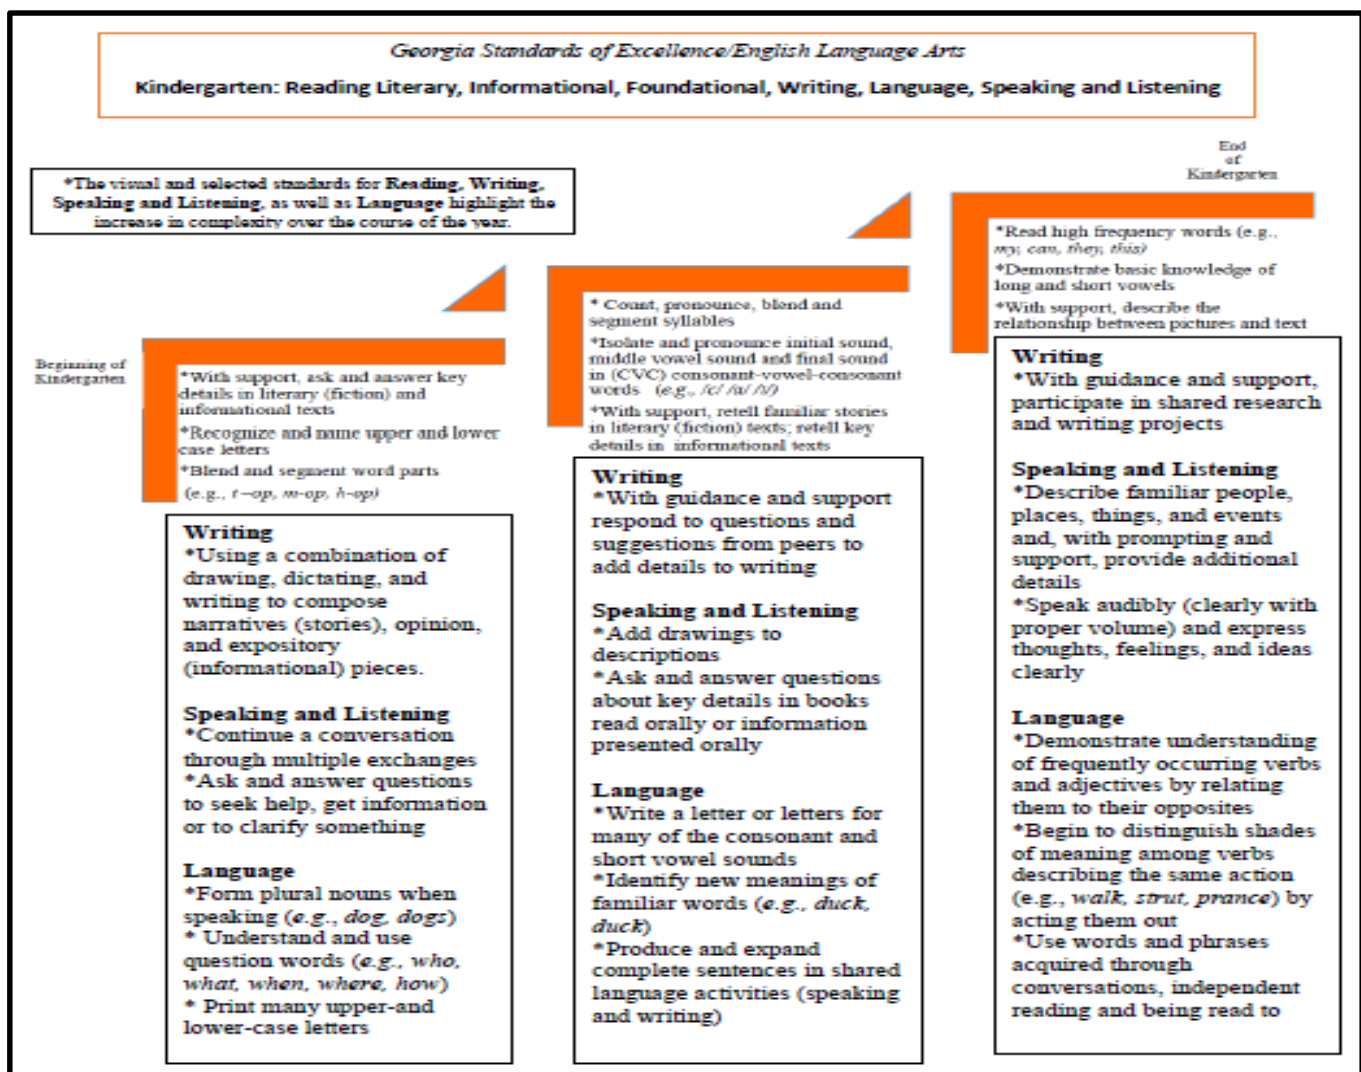 Georgia Standards of Excellence/English Language Arts
Kindergarten: Reading Literary, Informational, Foundational, Writing, Language, Speaking and Listening
*The visual and selected standards for Reading, Writing,
Speaking and Listening, as well as Language highlight the
increase in complexity over the course of the year.
Beginning of
Kindergarten
*With support, ask and answer key
details in literary (fiction) and
informational texts
*Recognize and name upper and lower
case letters
*Blend and segment word parts
(e.g., t–op, m-op, h-op)
Writing
*Using a combination of
drawing, dictating, and
writing to compose
narratives (stories), opinion,
and expository
(informational) pieces.
Speaking and Listening
*Continue a conversation
through multiple exchanges
*Ask and answer questions
to seek help, get information
or to clarify something
Language
*Form plural nouns when
speaking (e.g., dog, dogs)
* Understand and use
question words (e.g., who,
what, when, where, how)
* Print many upper-and
lower-case letters
* Count, pronounce, blend and
segment syllables
*Isolate and pronounce initial sound,
middle vowel sound and final sound
in (CVC) consonant-vowel-consonant
words (e.g., /c/ /a/ /t/)
*With support, retell familiar stories
in literary (fiction) texts; retell key
details in informational texts
Writing
*With guidance and support
respond to questions and
suggestions from peers to
add details to writing
Speaking and Listening
*Add drawings to
descriptions
*Ask and answer questions
about key details in books
read orally or information
presented orally
Language
*Write a letter or letters for
many of the consonant and
short vowel sounds
*Identify new meanings of
familiar words (e.g., duck,
duck)
*Produce and expand
complete sentences in shared
language activities (speaking
and writing)
End
of
Kindergarten
*Read high frequency words (e.g.,
my, can, they, this)
*Demonstrate basic knowledge of
long and short vowels
*With support, describe the
relationship between pictures and text
Writing
*With guidance and support,
participate in shared research
and writing projects
Speaking and Listening
*Describe familiar people,
places, things, and events
and, with prompting and
support, provide additional
details
*Speak audibly (clearly with
proper volume) and express
thoughts, feelings, and ideas
clearly
Language
*Demonstrate understanding
of frequently occurring verbs
and adjectives by relating
them to their opposites
*Begin to distinguish shades
of meaning among verbs
describing the same action
(e.g., walk, strut, prance) by
acting them out
*Use words and phrases
acquired through
conversations, independent
reading and being read to